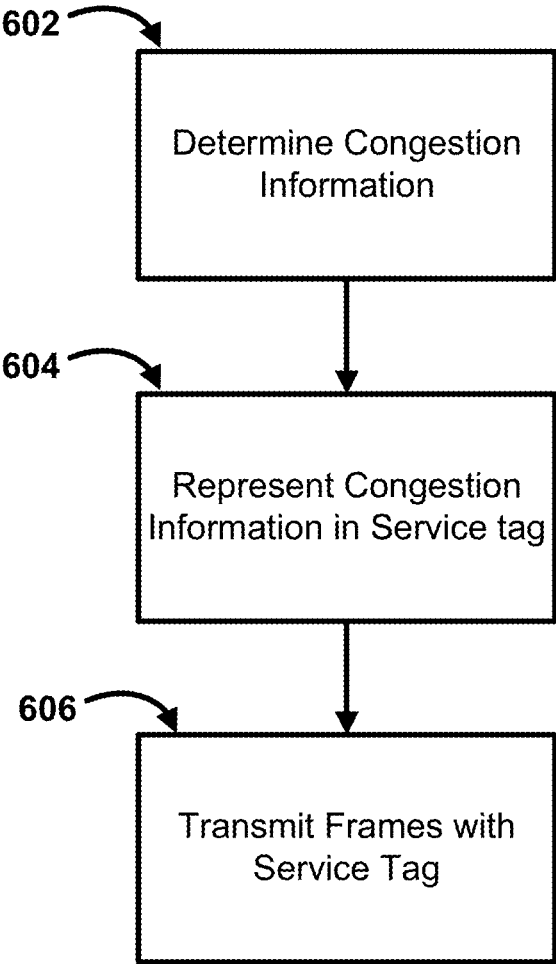 602
Determine Congestion
Information
604
Represent Congestion
Information in Service tag
606
Transmit Frames with
Service Tag